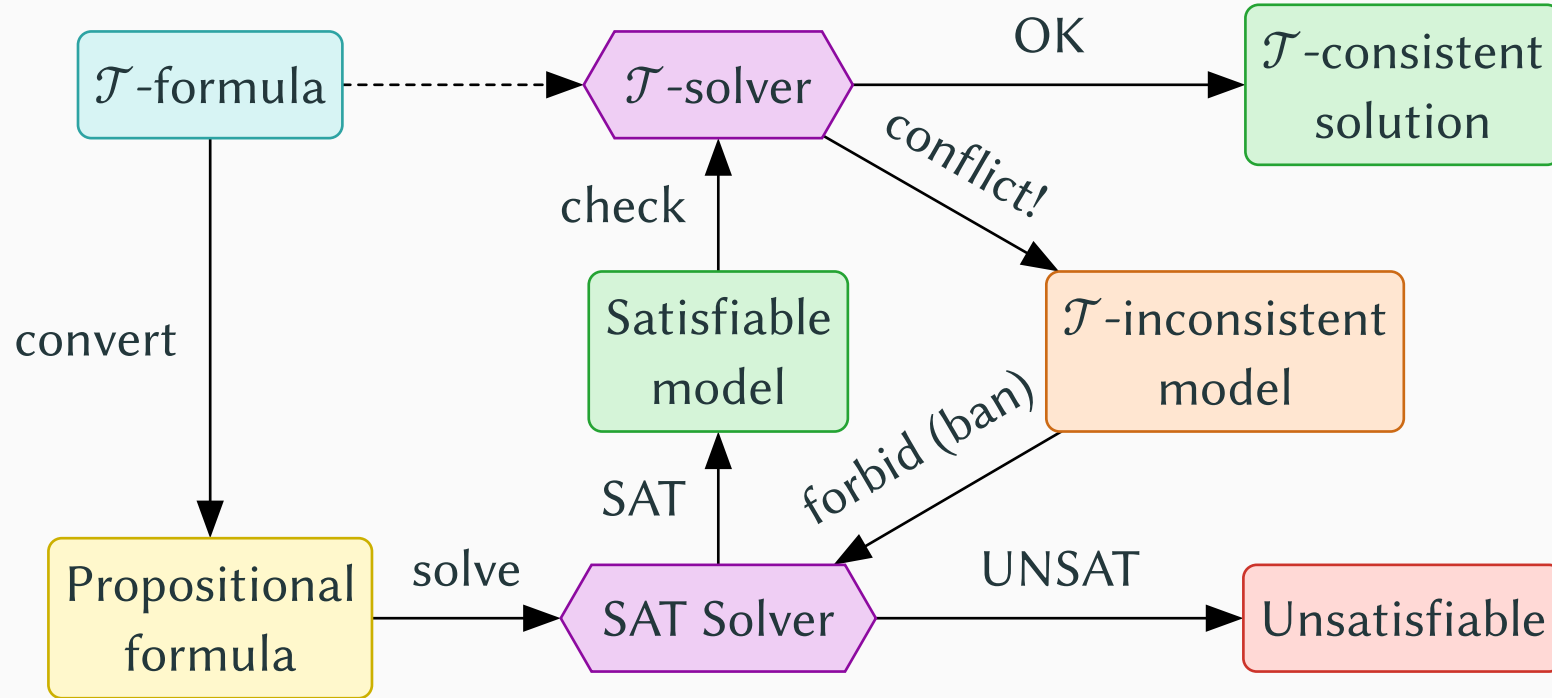 OK
𝒯-formula
𝒯-solver
𝒯-consistent
solution
conflict!
check
convert
Satisfiable
model
𝒯-inconsistent
model
forbid (ban)
SAT
solve
UNSAT
Propositional
formula
SAT Solver
Unsatisfiable